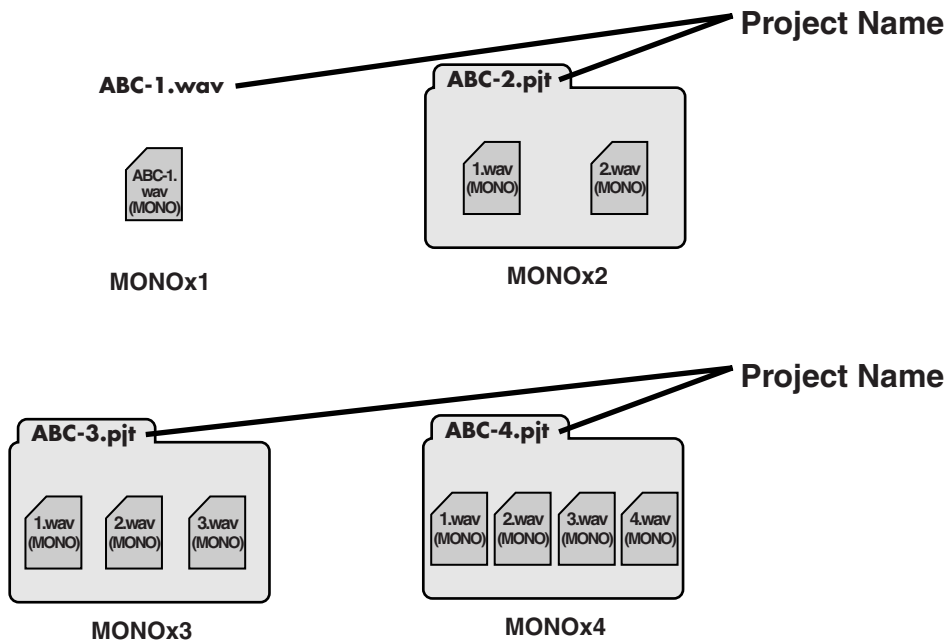 Project Name
ABC-1.wav
ABC-2.pjt
ABC-1.
wav
(MONO)
1.wav
(MONO)
2.wav
(MONO)
MONOx1
MONOx2
Project Name
ABC-3.pjt
ABC-4.pjt
1.wav
(MONO)
2.wav
(MONO)
3.wav
(MONO)
1.wav
(MONO)
2.wav
(MONO)
3.wav
(MONO)
4.wav
(MONO)
MONOx3
MONOx4